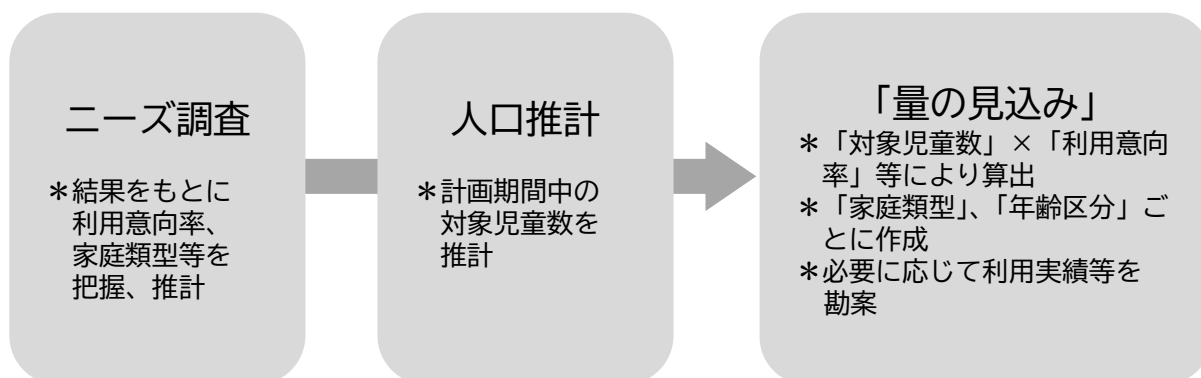 ニーズ調査
＊結果をもとに
利用意向率、
家庭類型等を
把握、推計
人口推計
＊計画期間中の
対象児童数を
推計
「量の見込み」
＊「対象児童数」×「利用意向
率」等により算出
＊「家庭類型」、「年齢区分」ご
とに作成
＊必要に応じて利用実績等を
勘案